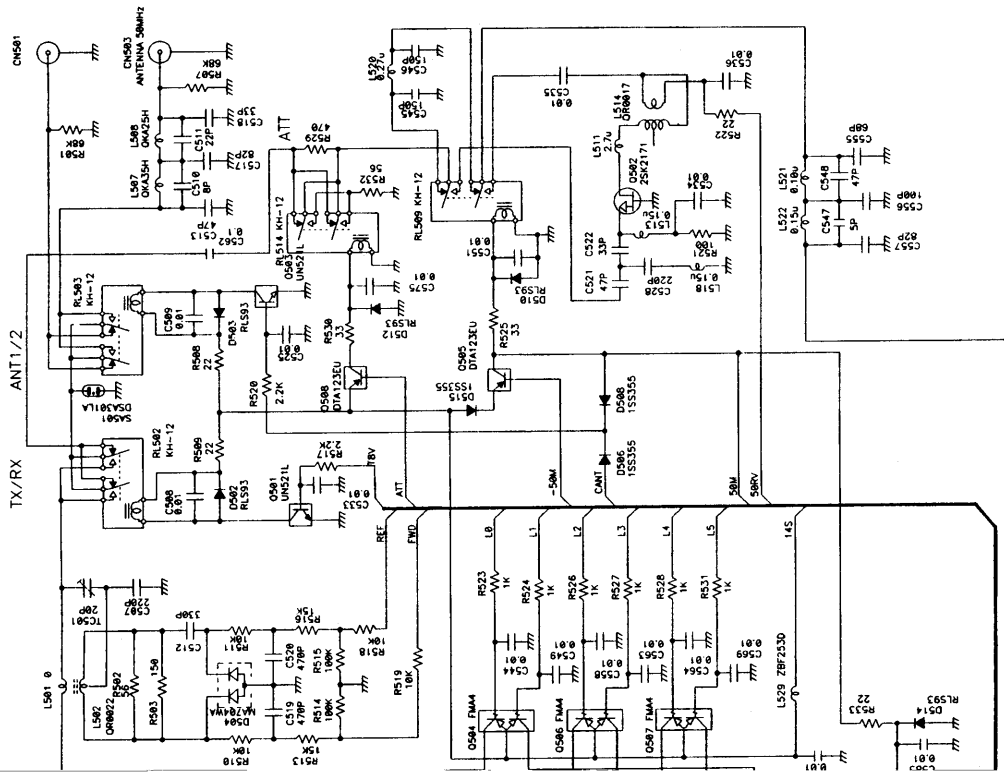 CN501
CN503
ANTENNA 50MHz
R507
68K
R501
68K
L508
0KA25H
C511
22P
C518
33P
L507
0KA35H
C510
8P
C517
82P
C513
47P
C562
0.1
ATT
R529
470
R532
56
RL514 KH-12
Q503
UN521L
L520
0.27u
C546
150P
C545
150P
RL509 KH-12
C535
0.01
L514
OR0017
C536
0.01
R522
22
L511
2.7u
Q502
2SK2171
C534
0.01
L513
0.15u
R521
100
C522
33P
C521
47P
C528
220P
L518
0.15u
L521
0.10u
L522
0.15u
C555
68P
C548
47P
C556
100P
C547
5P
C557
82P
ANT1/2
RL503
KH-12
C509
0.01
D503
RLS93
R508
22
C525
0.01
R520
2.2K
C575
0.01
D512
RLS93
R530
33
Q508
DTA123EU
C551
0.01
D510
RLS93
R525
33
Q505
DTA123EU
D515
1SS355
D508
1SS355
D506
1SS355
SA501
DSA301LA
TX/RX
RL502
KH-12
R509
22
C508
0.01
D502
RLS93
Q501
UN521L
R517
2.2K
C533
0.01
18V
ATT
-50M
CANT
50M
50RV
REF
FWD
L0
L1
L2
L3
L4
L5
14S
TC501
20P
C507
220P
L501 0
L502
OR0022
R502
56
R503
150
C512
330P
R511
10K
D504
MA704WA
R510
10K
C520
470P
C519
470P
R516
15K
R515
100K
R514
100K
R513
15K
R518
10K
R519
10K
R523
1K
R524
1K
R526
1K
R527
1K
R528
1K
R531
1K
C544
0.01
C549
0.01
C558
0.01
C563
0.01
C564
0.01
C569
0.01
Q504 FMA4
Q506 FMA4
Q507 FMA4
L529 ZBF253D
R533
22
D514
RLS93
0.01
0.01